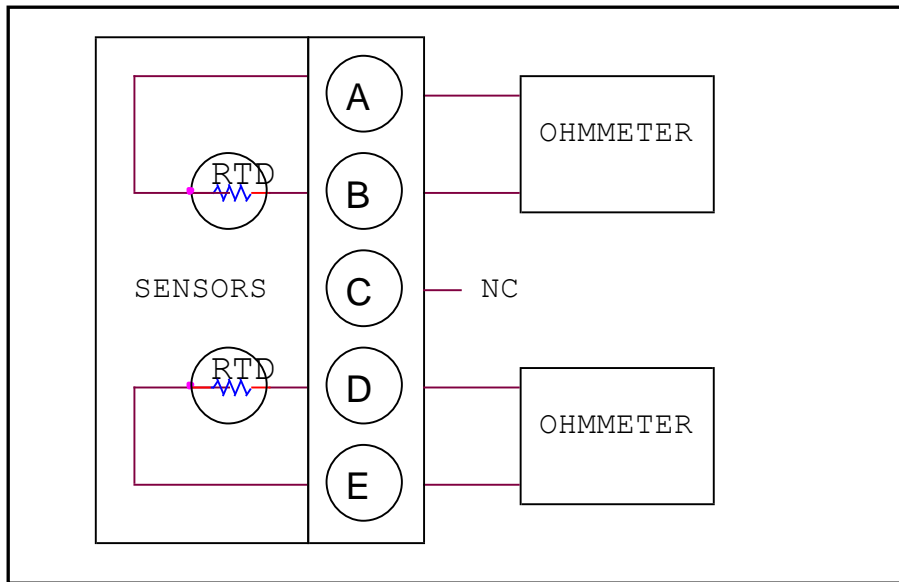 A
OHMMETER
RTD
B
SENSORS
C
NC
RTD
D
OHMMETER
E